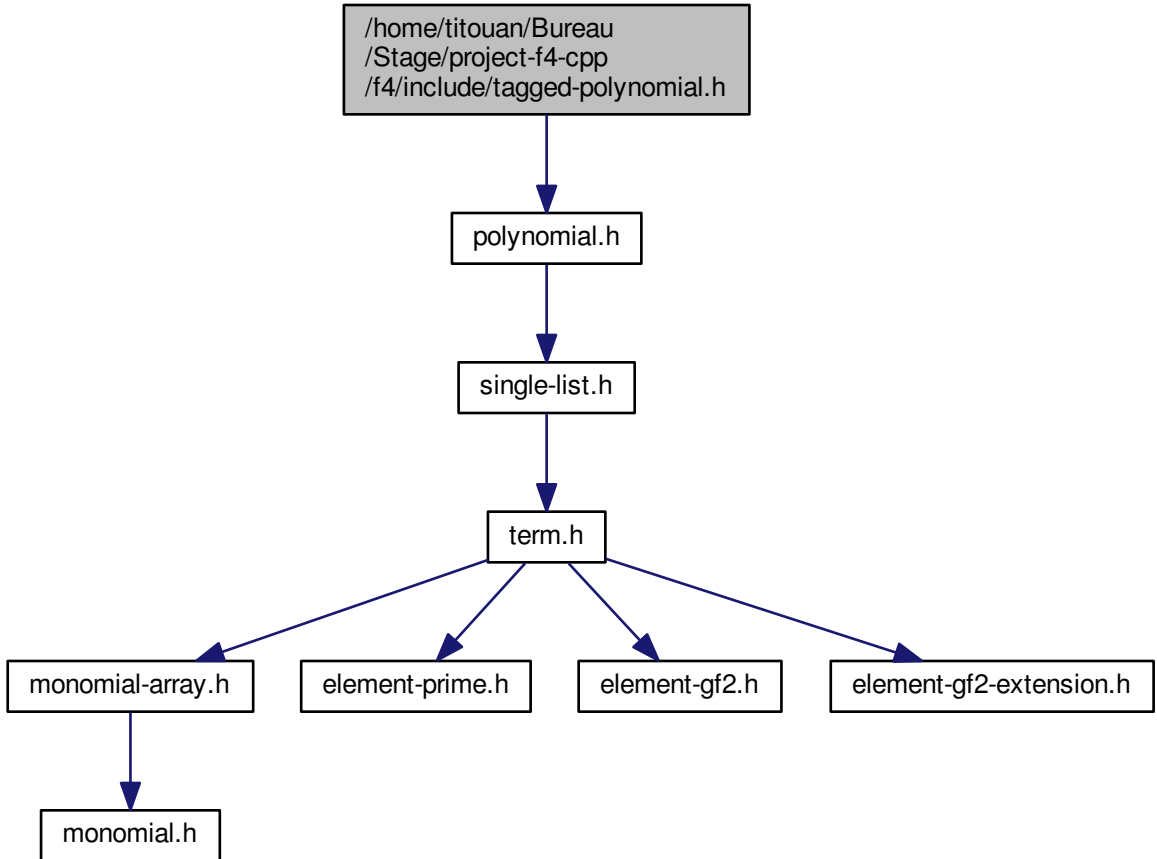 /home/titouan/Bureau
/Stage/project-f4-cpp
/f4/include/tagged-polynomial.h
polynomial.h
single-list.h
term.h
monomial-array.h
element-prime.h
element-gf2.h
element-gf2-extension.h
monomial.h